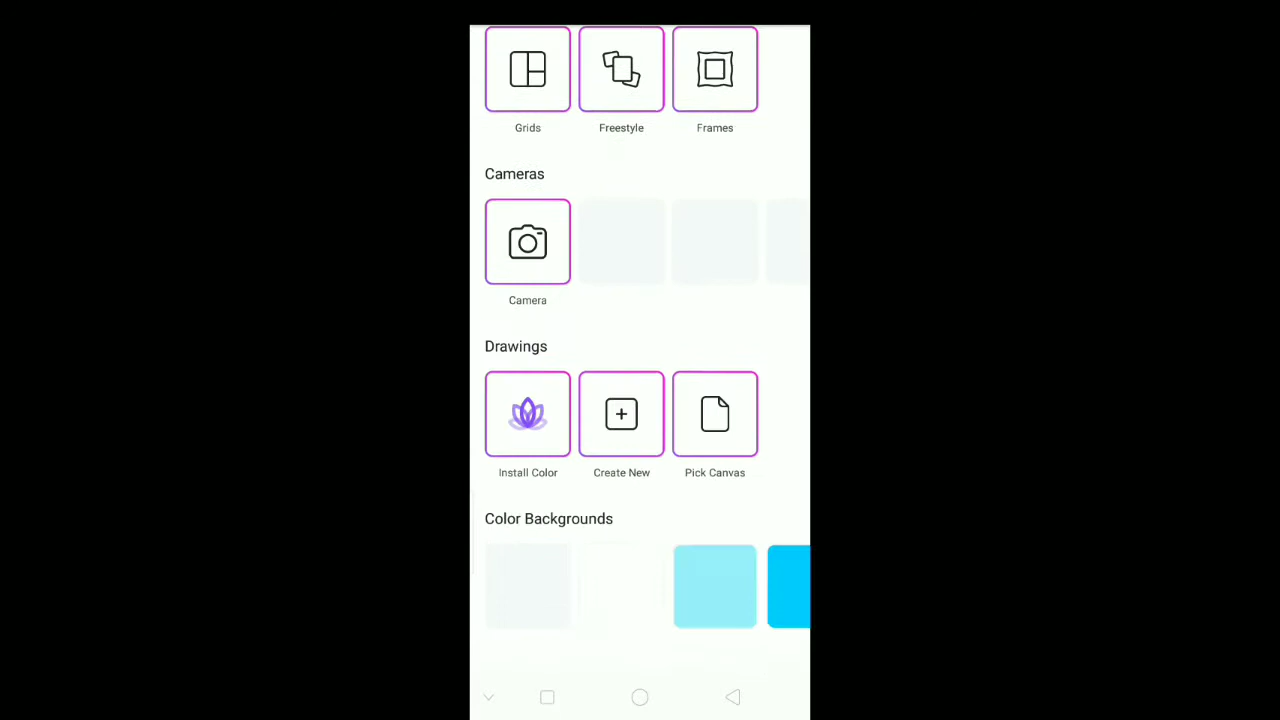 Grids Freestyle Frames
Cameras
Camera
Drawings
Install Color Create New Pick Canvas
Color Backgrounds